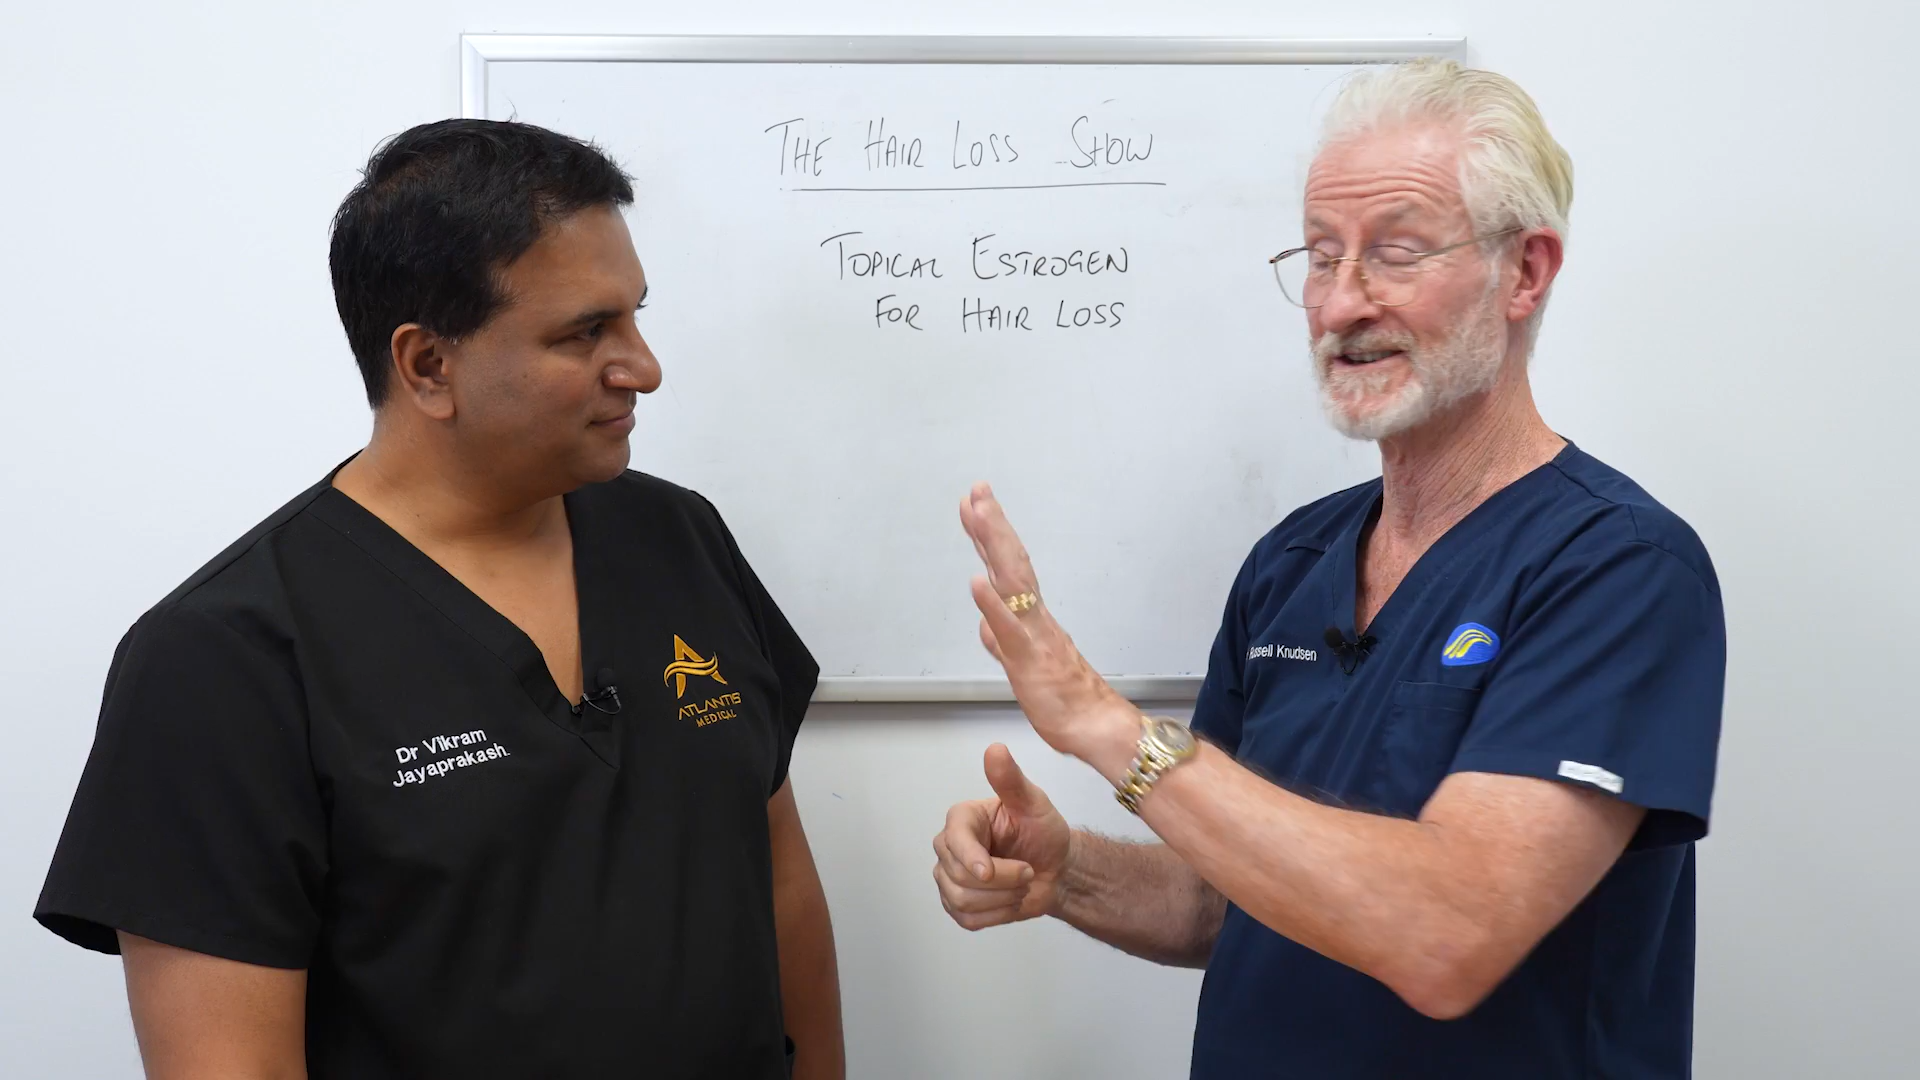 THE HAIR LOSS SHOW
TOPICAL ESTROGEN
FOR HAIR LOSS
Dr Vikram
Jayaprakash.
ATLANTIS
MEDICAL
Russell Knudsen